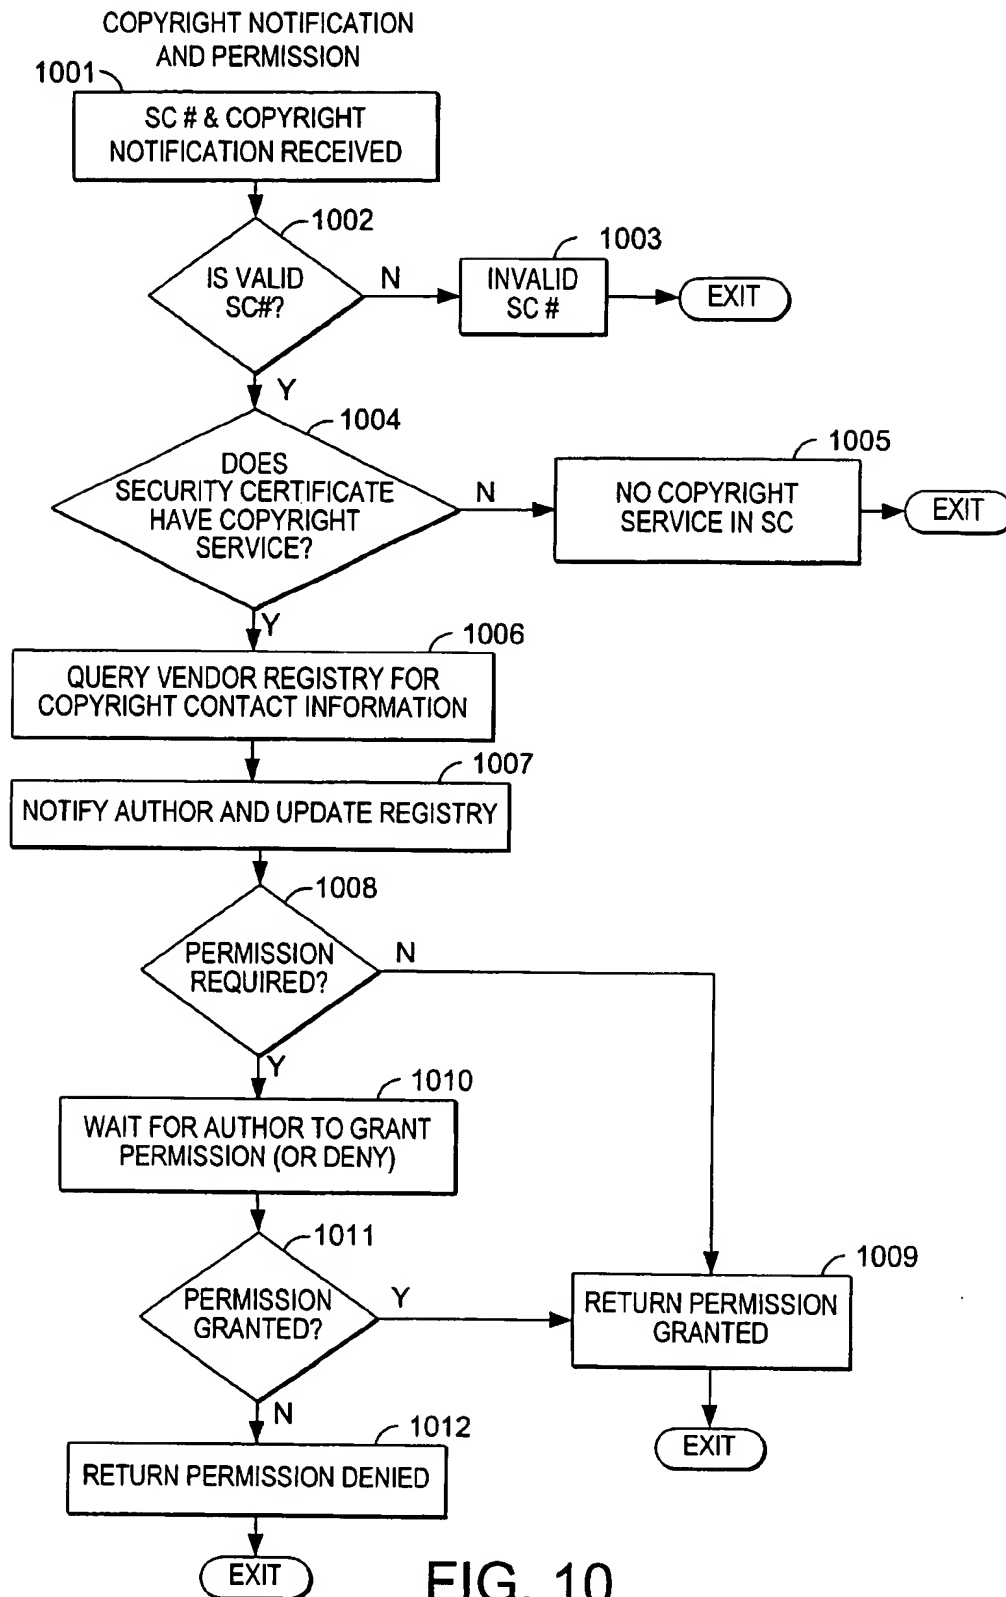 COPYRIGHT NOTIFICATION
AND PERMISSION
1001
SC # & COPYRIGHT
NOTIFICATION RECEIVED
1002
IS VALID
SC#?
N
1003
INVALID
SC #
EXIT
Y
1004
DOES
SECURITY CERTIFICATE
HAVE COPYRIGHT
SERVICE?
N
1005
NO COPYRIGHT
SERVICE IN SC
EXIT
Y
1006
QUERY VENDOR REGISTRY FOR
COPYRIGHT CONTACT INFORMATION
1007
NOTIFY AUTHOR AND UPDATE REGISTRY
1008
PERMISSION
REQUIRED?
N
Y
1010
WAIT FOR AUTHOR TO GRANT
PERMISSION (OR DENY)
1011
PERMISSION
GRANTED?
Y
1009
RETURN PERMISSION
GRANTED
EXIT
N
1012
RETURN PERMISSION DENIED
EXIT
FIG. 10